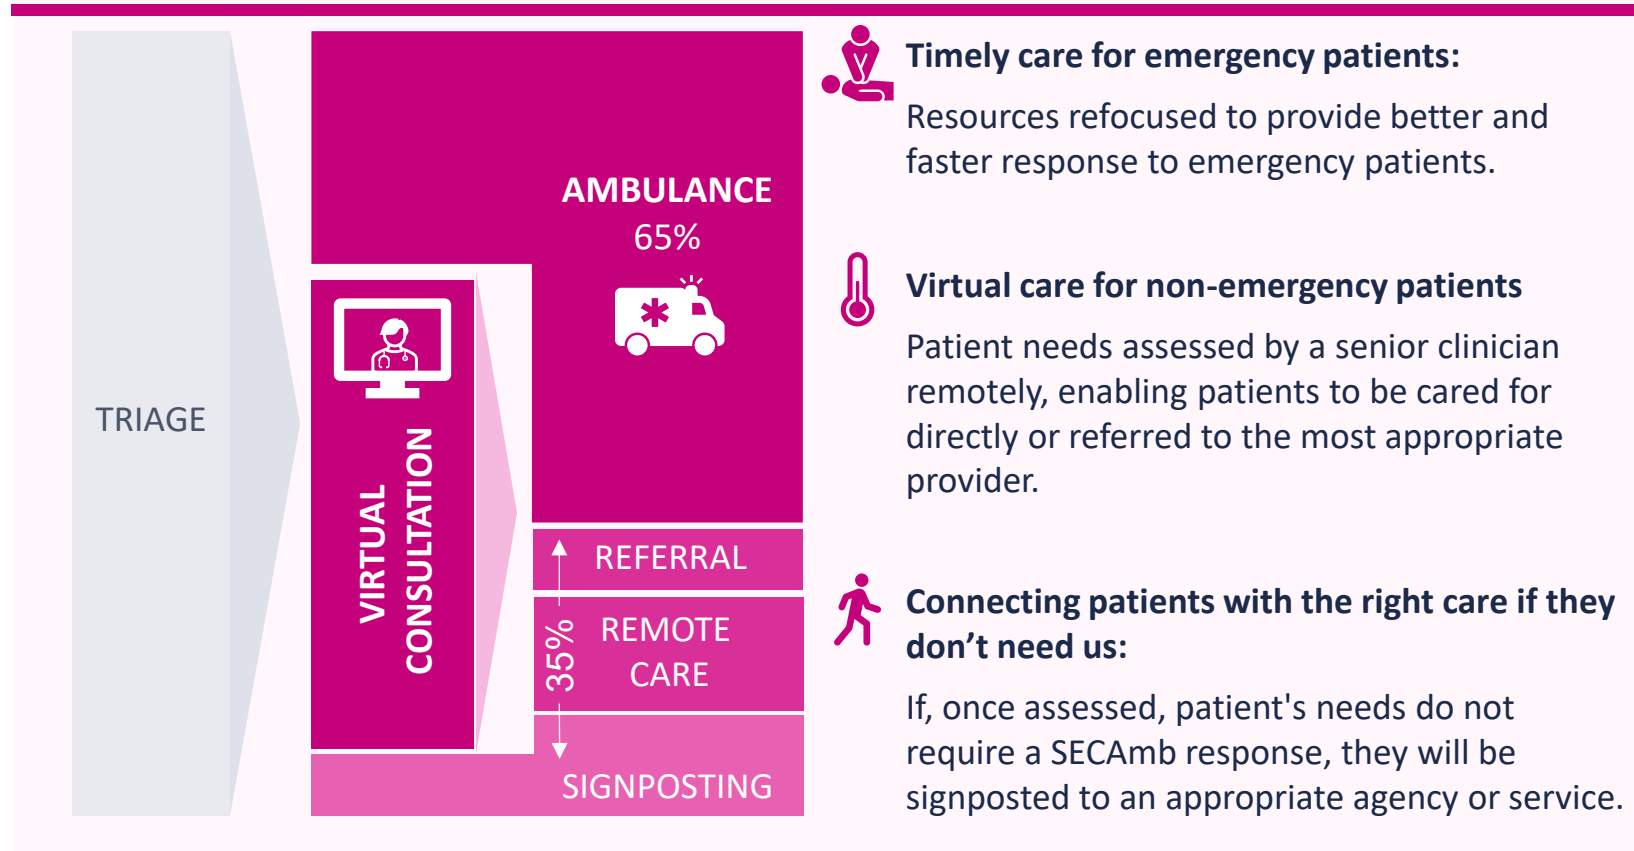 TRIAGE
AMBULANCE
65%
VIRTUAL
CONSULTATION
REFERRAL
REMOTE
CARE
35%
SIGNPOSTING
Timely care for emergency patients:
Resources refocused to provide better and
faster response to emergency patients.
Virtual care for non-emergency patients
Patient needs assessed by a senior clinician
remotely, enabling patients to be cared for
directly or referred to the most appropriate
provider.
Connecting patients with the right care if they
don’t need us:
If, once assessed, patient's needs do not
require a SECAmb response, they will be
signposted to an appropriate agency or service.